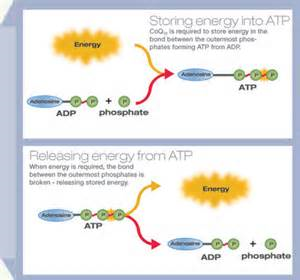 Storing energy into ATP
CoQ10 is required to store energy in the
bond between the outermost phos-
phates forming ATP from ADP.
Energy
Adenosine P P + P
ADP phosphate
Adenosine P P P
ATP
Releasing energy from ATP
When energy is required, the bond
between the outermost phosphates is
broken - releasing stored energy.
Energy
Adenosine P P P
ATP
Adenosine P P + P
ADP phosphate